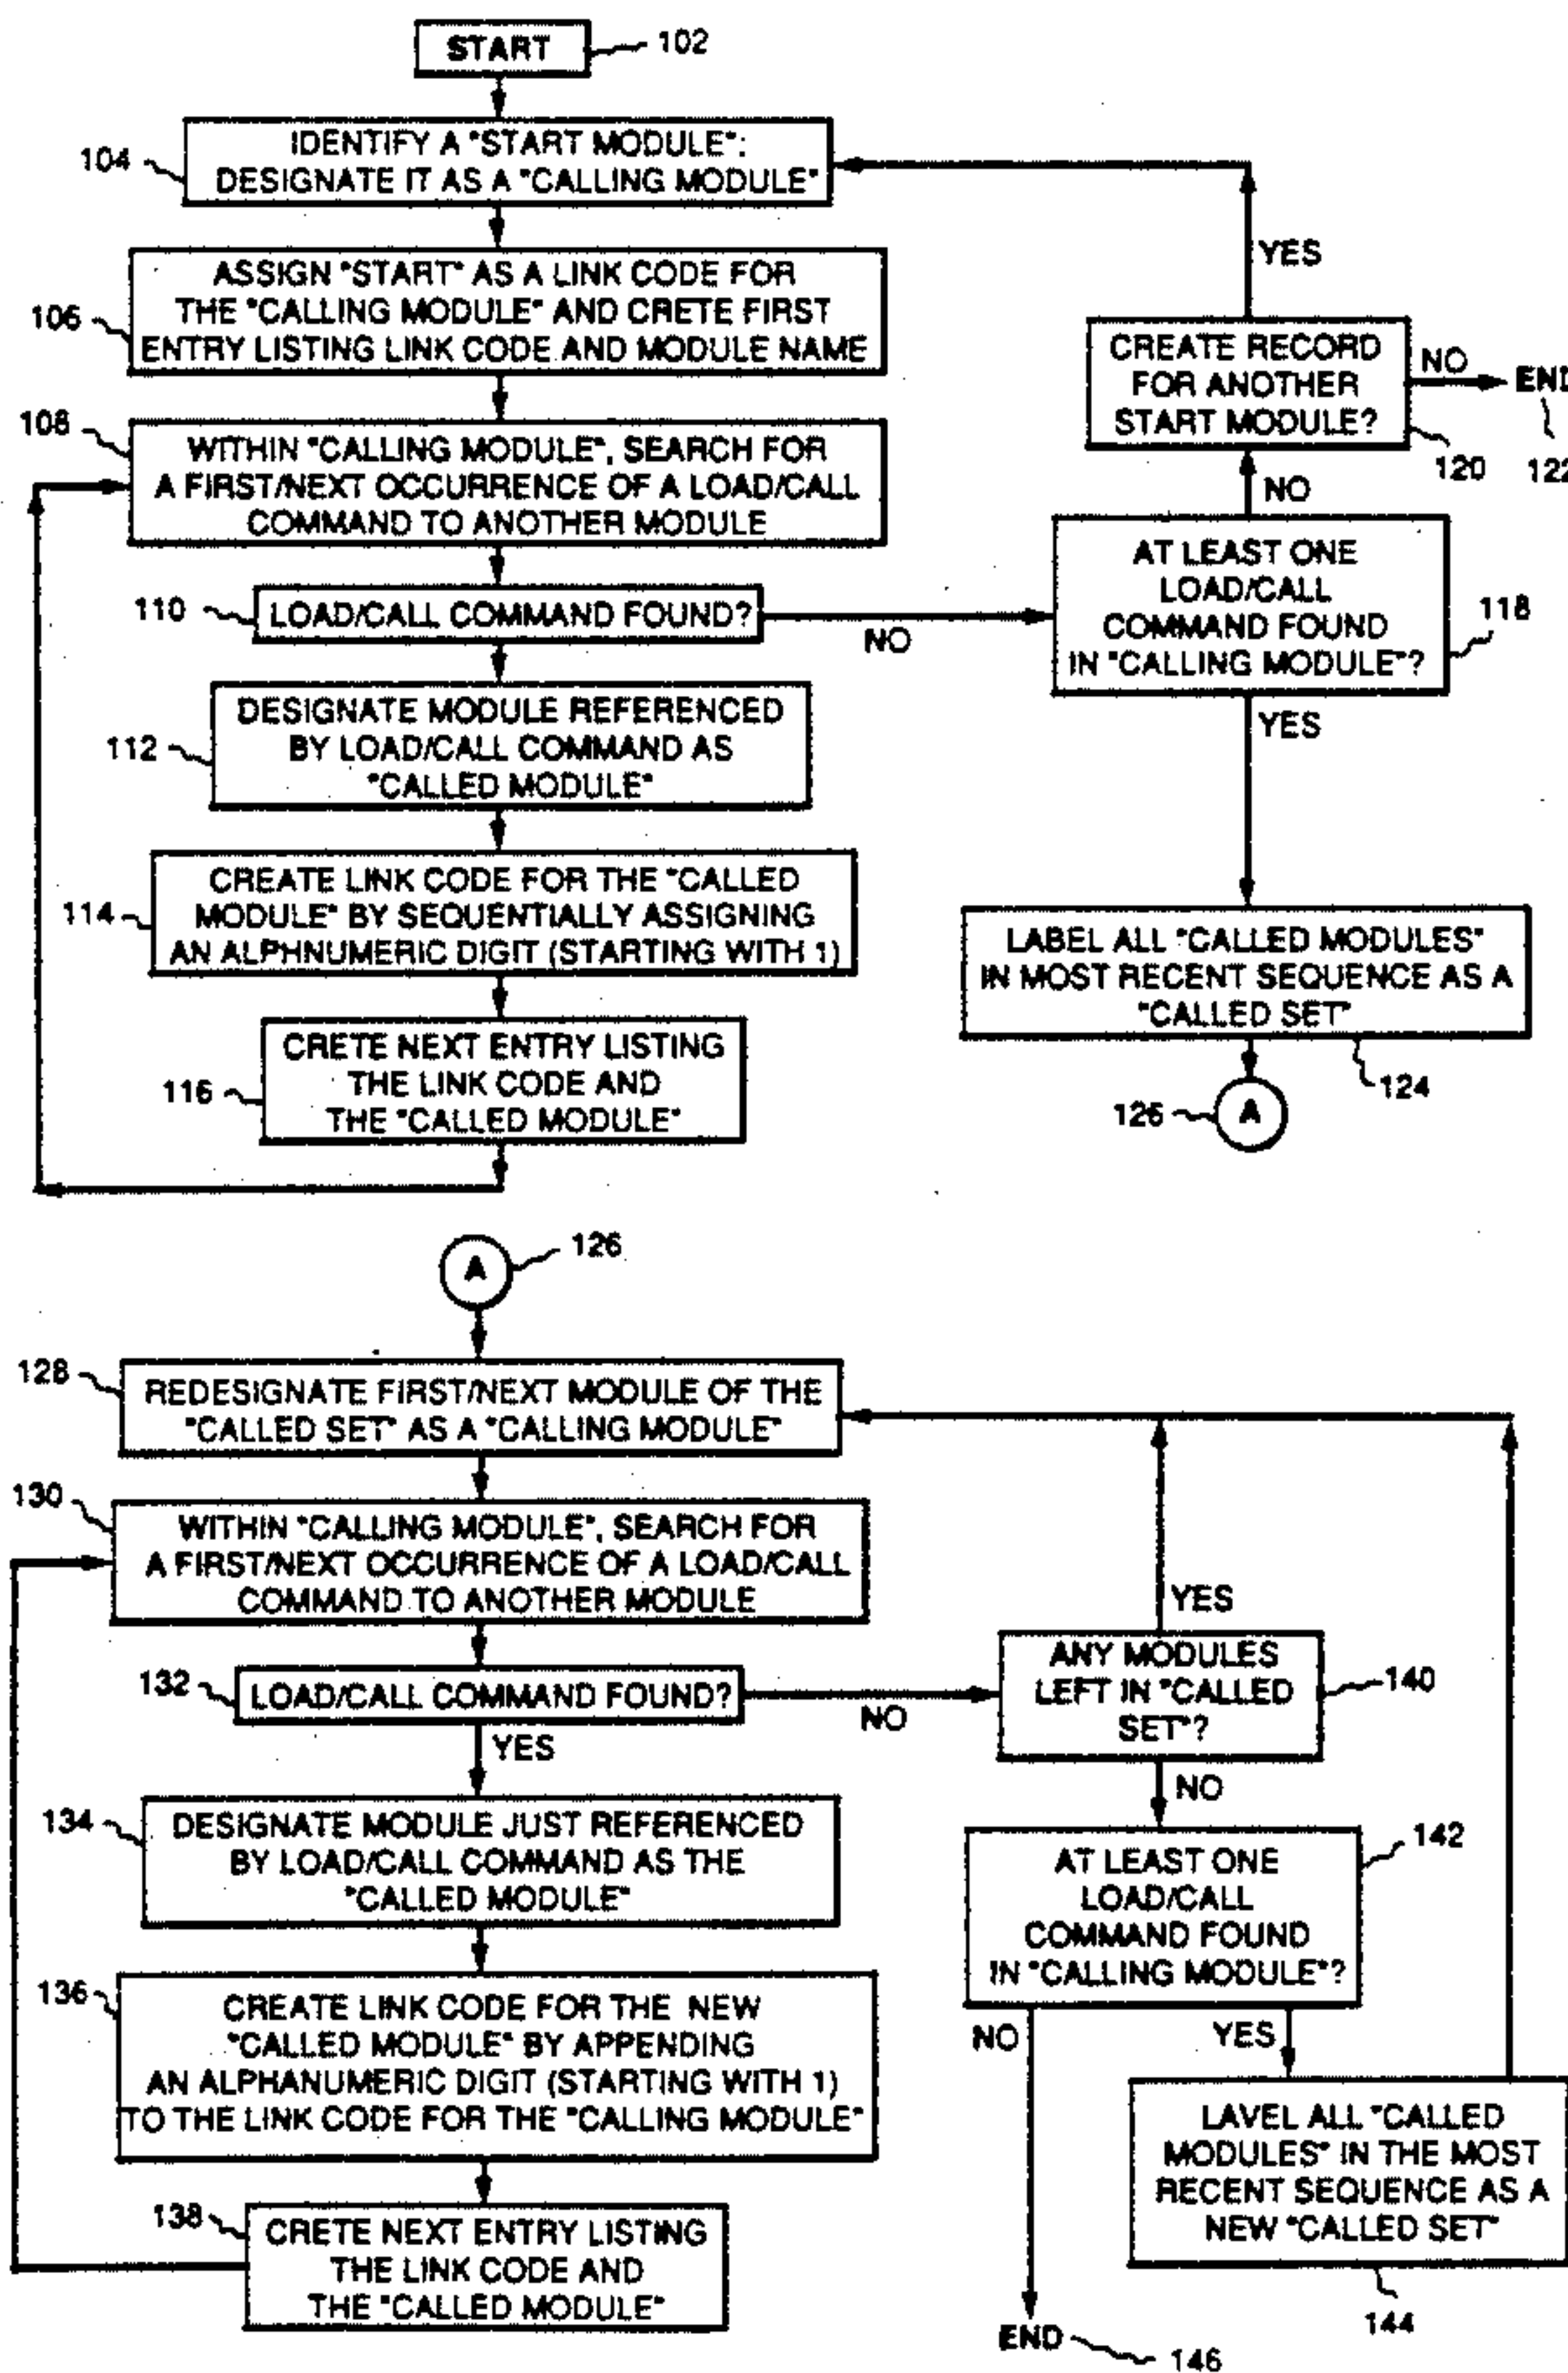 START
102
104
IDENTIFY A "START MODULE":
DESIGNATE IT AS A "CALLING MODULE"
106
ASSIGN "START" AS A LINK CODE FOR
THE "CALLING MODULE" AND CRETE FIRST
ENTRY LISTING LINK CODE AND MODULE NAME
108
WITHIN "CALLING MODULE", SEARCH FOR
A FIRST/NEXT OCCURRENCE OF A LOAD/CALL
COMMAND TO ANOTHER MODULE
110
LOAD/CALL COMMAND FOUND?
NO
112
DESIGNATE MODULE REFERENCED
BY LOAD/CALL COMMAND AS
"CALLED MODULE"
114
CREATE LINK CODE FOR THE "CALLED
MODULE" BY SEQUENTIALLY ASSIGNING
AN ALPHNUMERIC DIGIT (STARTING WITH 1)
116
CRETE NEXT ENTRY LISTING
THE LINK CODE AND
THE "CALLED MODULE"
YES
CREATE RECORD
FOR ANOTHER
START MODULE?
NO
END
120
122
NO
AT LEAST ONE
LOAD/CALL
COMMAND FOUND
IN "CALLING MODULE"?
118
YES
LABEL ALL "CALLED MODULES"
IN MOST RECENT SEQUENCE AS A
"CALLED SET"
124
126
A
A
126
128
REDESIGNATE FIRST/NEXT MODULE OF THE
"CALLED SET" AS A "CALLING MODULE"
130
WITHIN "CALLING MODULE", SEARCH FOR
A FIRST/NEXT OCCURRENCE OF A LOAD/CALL
COMMAND TO ANOTHER MODULE
132
LOAD/CALL COMMAND FOUND?
NO
YES
134
DESIGNATE MODULE JUST REFERENCED
BY LOAD/CALL COMMAND AS THE
"CALLED MODULE"
136
CREATE LINK CODE FOR THE NEW
"CALLED MODULE" BY APPENDING
AN ALPHANUMERIC DIGIT (STARTING WITH 1)
TO THE LINK CODE FOR THE "CALLING MODULE"
138
CRETE NEXT ENTRY LISTING
THE LINK CODE AND
THE "CALLED MODULE"
YES
ANY MODULES
LEFT IN "CALLED
SET"?
140
NO
142
AT LEAST ONE
LOAD/CALL
COMMAND FOUND
IN "CALLING MODULE"?
NO
YES
LAVEL ALL "CALLED
MODULES" IN THE MOST
RECENT SEQUENCE AS A
NEW "CALLED SET"
144
END
146